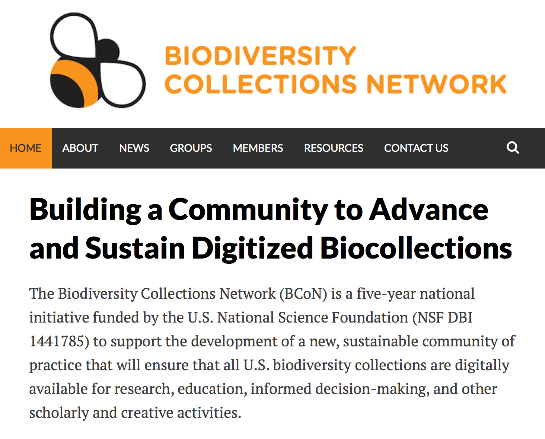 BIODIVERSITY
COLLECTIONS NETWORK
HOME ABOUT NEWS GROUPS MEMBERS RESOURCES CONTACT US
Building a Community to Advance
and Sustain Digitized Biocollections
The Biodiversity Collections Network (BCoN) is a five-year national
initiative funded by the U.S. National Science Foundation (NSF DBI
1441785) to support the development of a new, sustainable community of
practice that will ensure that all U.S. biodiversity collections are digitally
available for research, education, informed decision-making, and other
scholarly and creative activities.